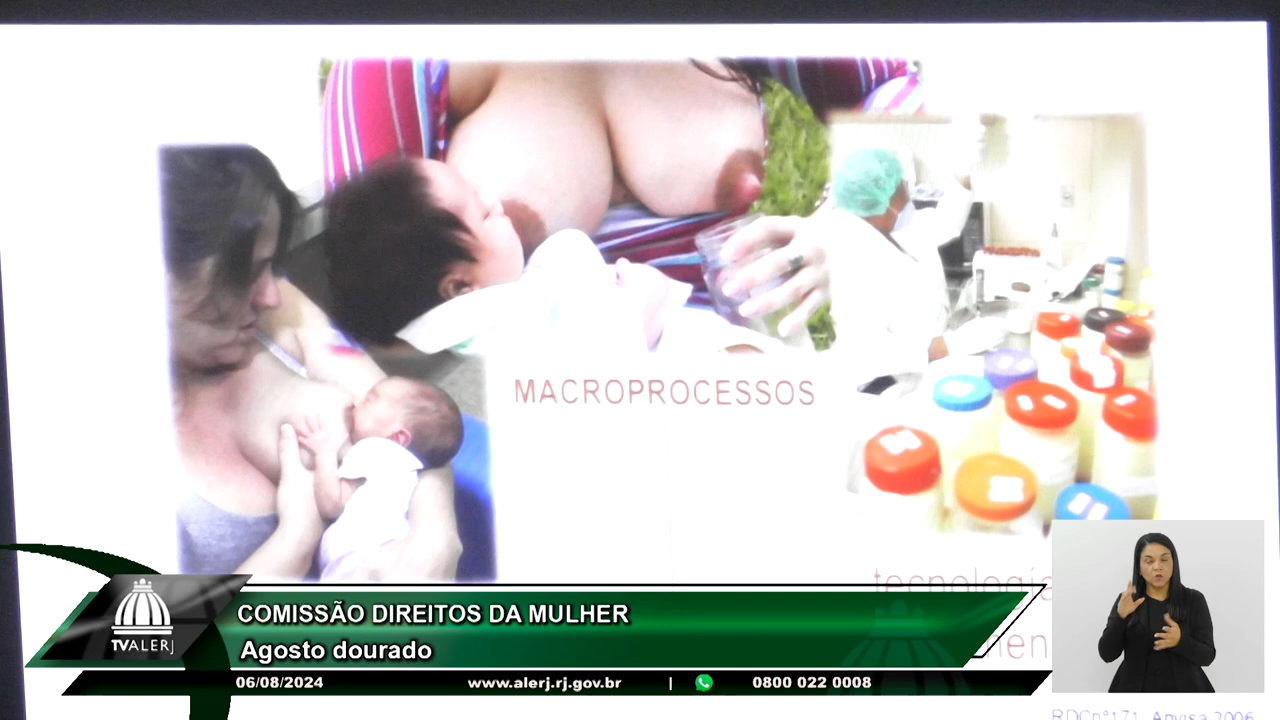 MACROPROCESSOS
tecnologia
COMISSÃO DIREITOS DA MULHER
Agosto dourado
TVALERJ
06/08/2024 www.alerj.rj.gov.br | 0800 022 0008
RDCnº171, Anvisa 2006